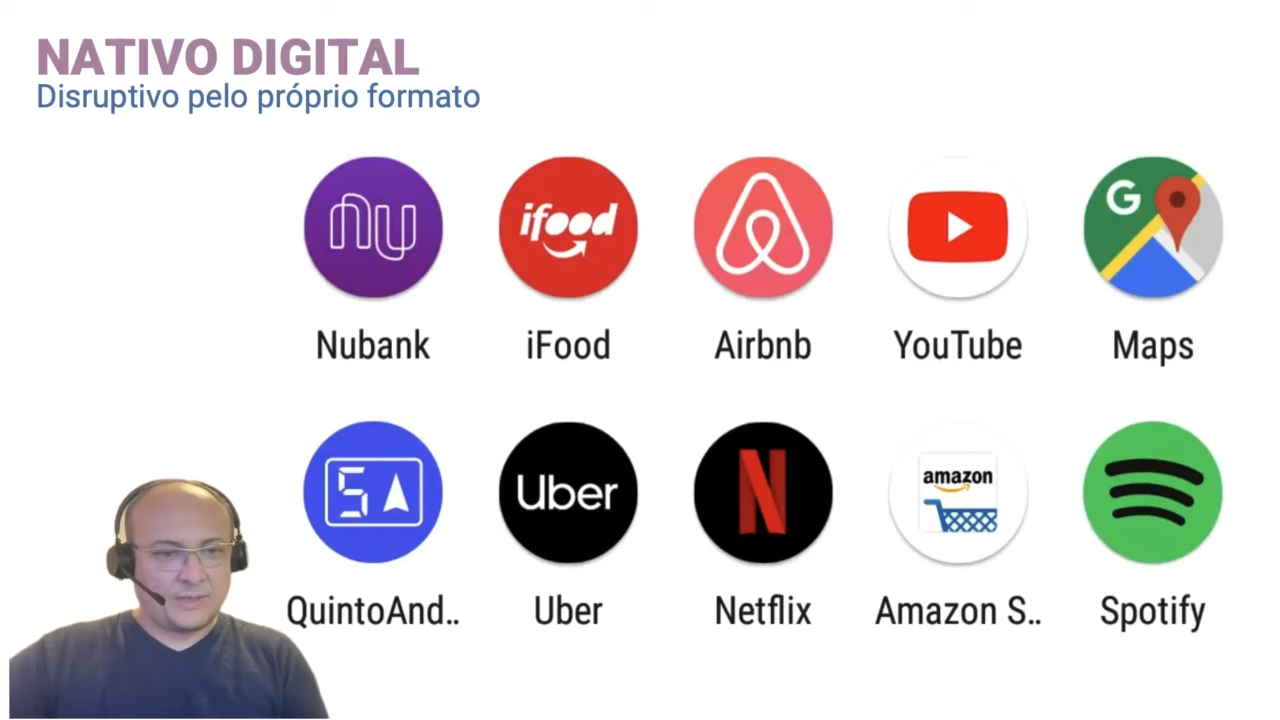 NATIVO DIGITAL
Disruptivo pelo próprio formato
nu
ifood
G
Nubank
iFood
Airbnb
YouTube
Maps
5
Uber
N
amazon
QuintoAnd..
Uber
Netflix
Amazon S..
Spotify